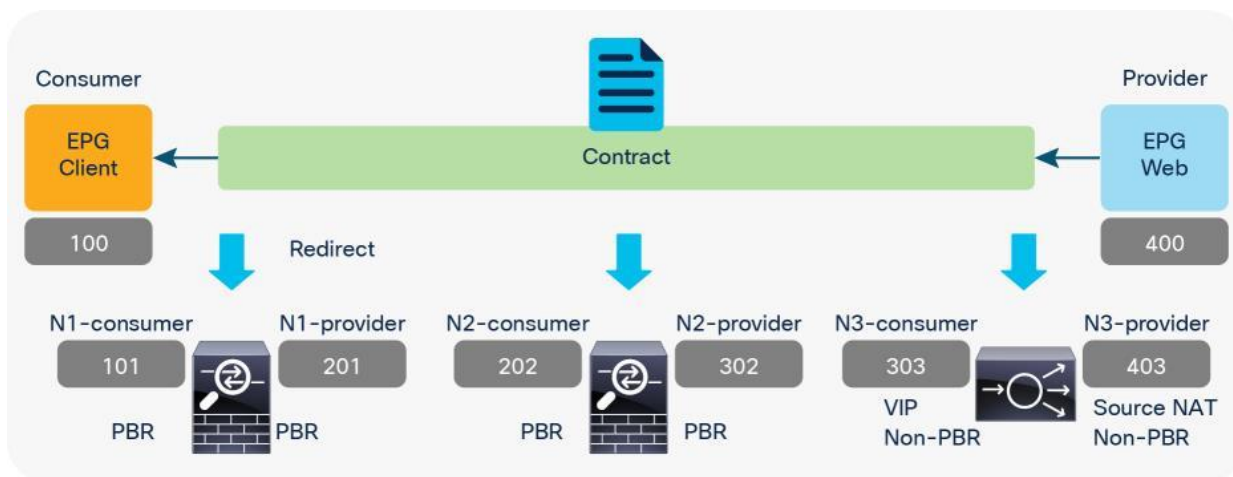 Consumer
Provider
EPG
Client
Contract
EPG
Web
100
Redirect
400
N1-consumer
N1-provider
N2-consumer
N2-provider
N3-consumer
N3-provider
101
201
202
302
303
403
PBR
PBR
PBR
PBR
VIP
Non-PBR
Source NAT
Non-PBR